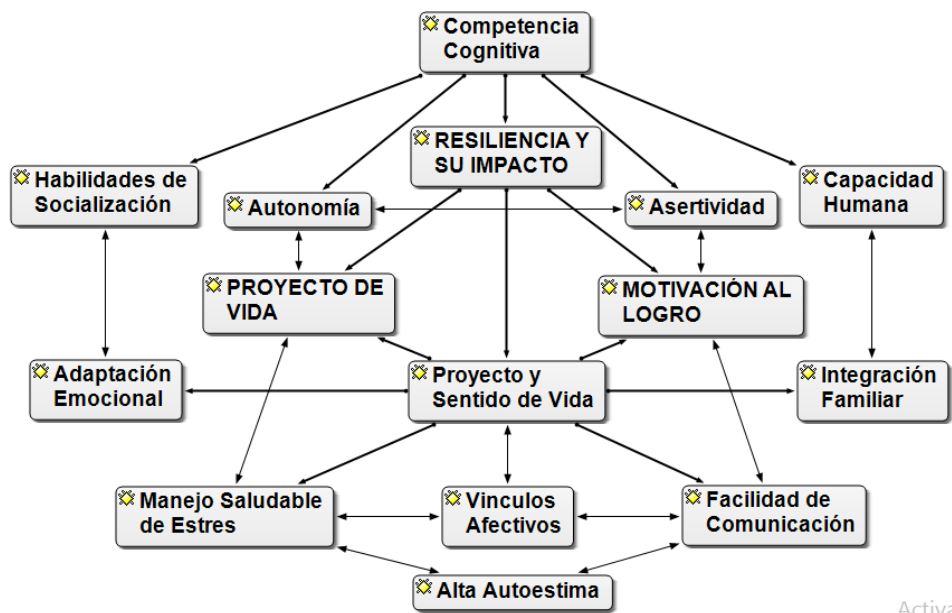 Competencia
Cognitiva
RESILIENCIA Y
SU IMPACTO
Habilidades de
Socialización
Autonomía
Asertividad
Capacidad
Humana
PROYECTO DE
VIDA
MOTIVACIÓN AL
LOGRO
Adaptación
Emocional
Proyecto y
Sentido de Vida
Integración
Familiar
Manejo Saludable
de Estres
Vinculos
Afectivos
Facilidad de
Comunicación
Alta Autoestima
Activa